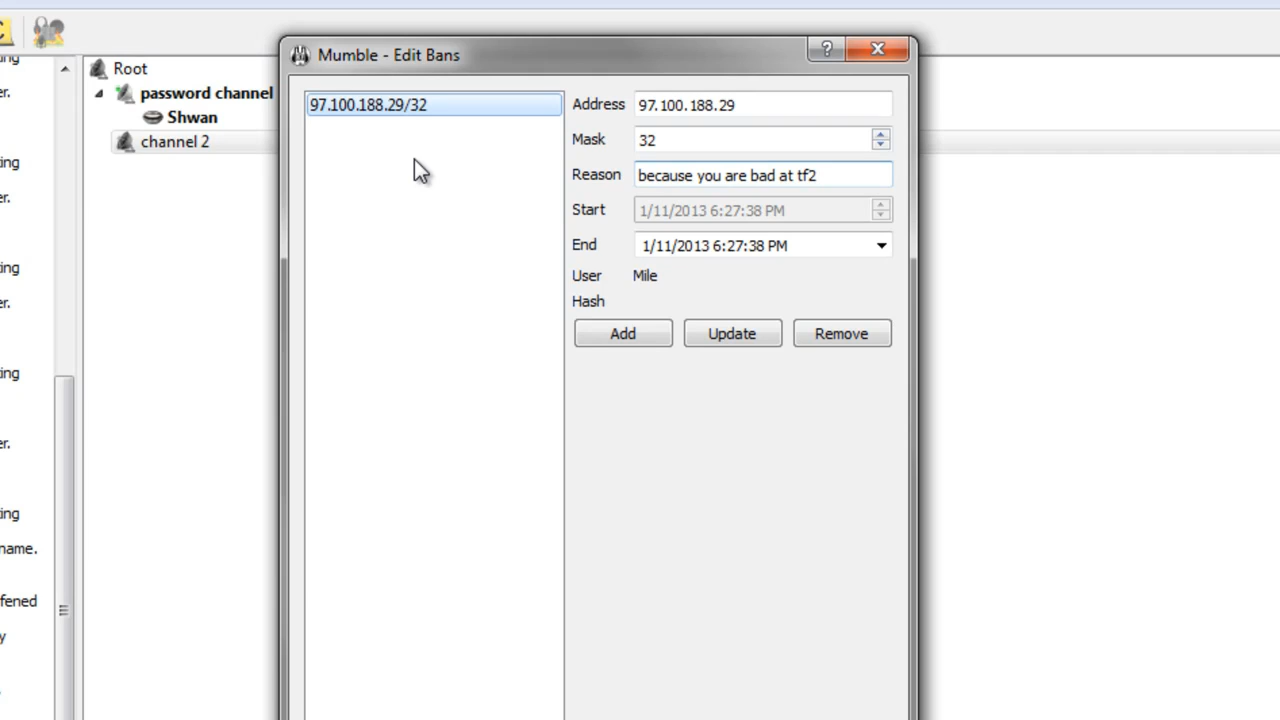 Mumble - Edit Bans
ing
er.
ing
er.
ing
er.
ing
er.
ing
name.
fened
y
Root
password channel
Shwan
channel 2
97.100.188.29/32
Address 97.100.188.29
Mask 32
Reason because you are bad at tf2
Start 1/11/2013 6:27:38 PM
End 1/11/2013 6:27:38 PM
User Mile
Hash
Add Update Remove